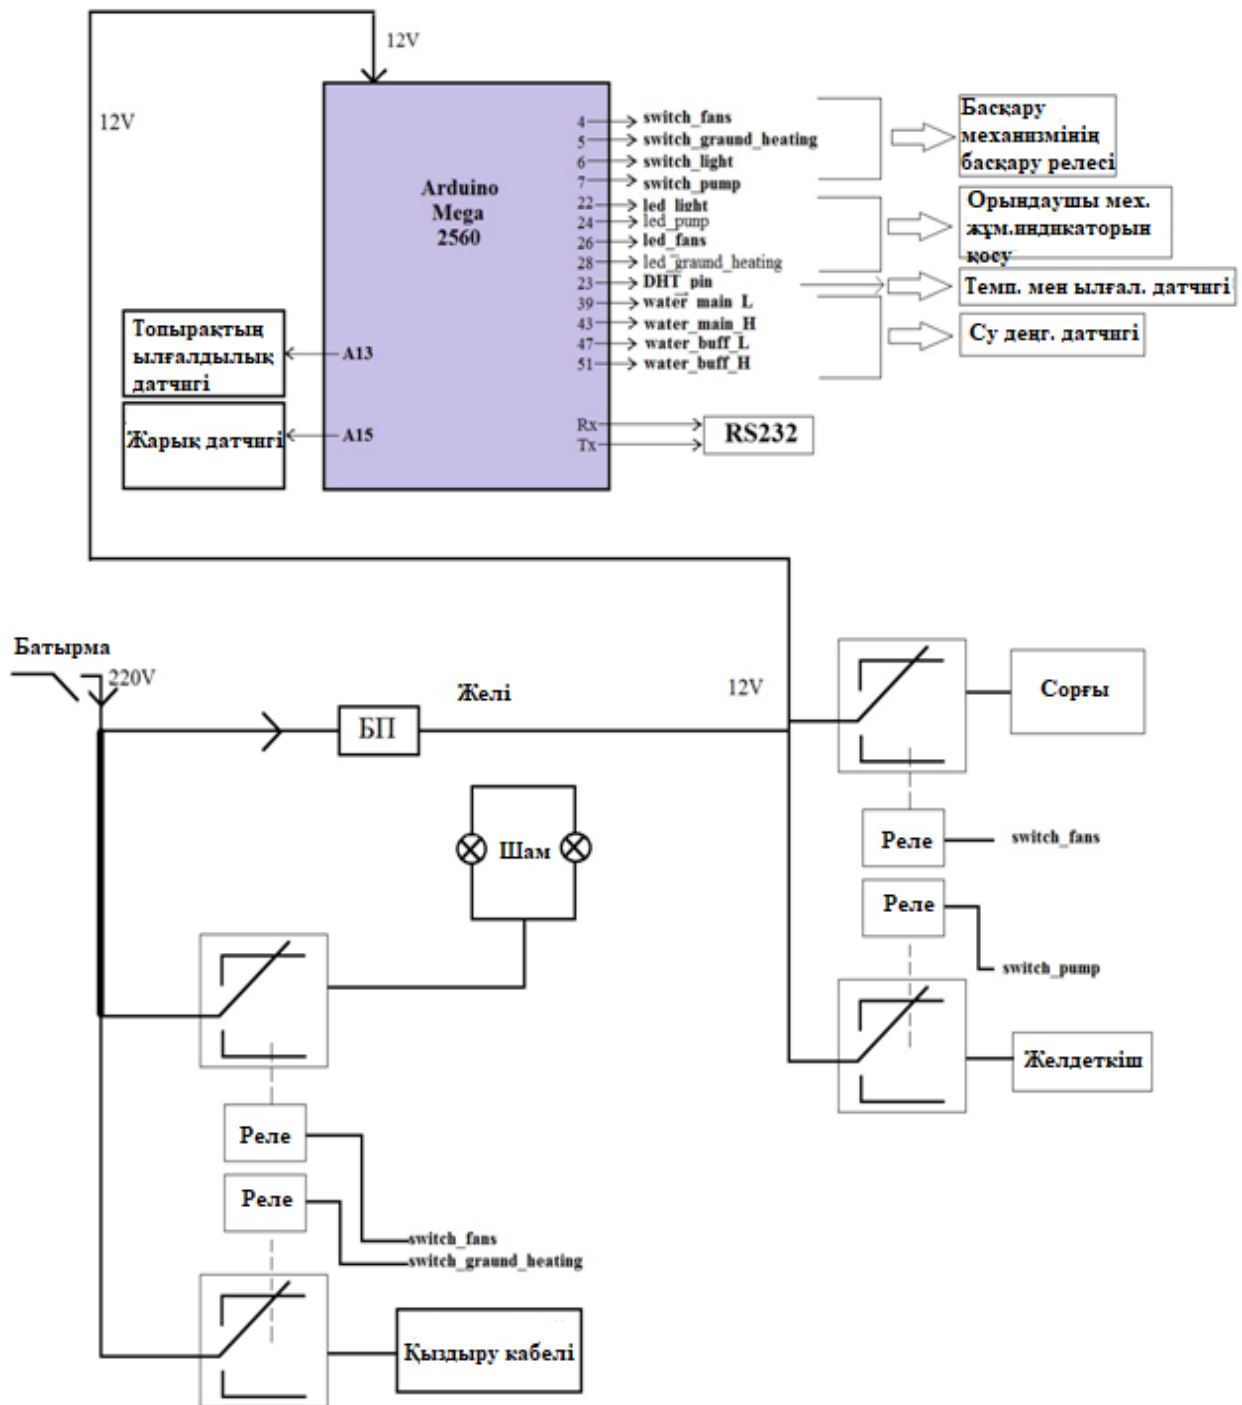 12V
12V
Arduino
Mega
2560
4
switch_fans
5
switch_graund_heating
6
switch_light
7
switch_pump
22
led_light
24
led_pump
26
led_fans
28
led_graund_heating
23
DHT_pin
39
water_main_L
43
water_main_H
47
water_buff_L
51
water_buff_H
Rx
Tx
RS232
Басқару
механизмінің
басқару релесі
Орындаушы мех.
жұм.индикаторын
қосу
Темп. мен ылғал. датчигі
Су деңг. датчигі
Топырақтың
ылғалдылық
датчигі
A13
Жарық датчигі
A15
Батырма
220V
БП
Желі
12V
Сорғы
Реле
switch_fans
Реле
switch_pump
Желдеткіш
Шам
Реле
Реле
switch_fans
switch_graund_heating
Қыздыру кабелі